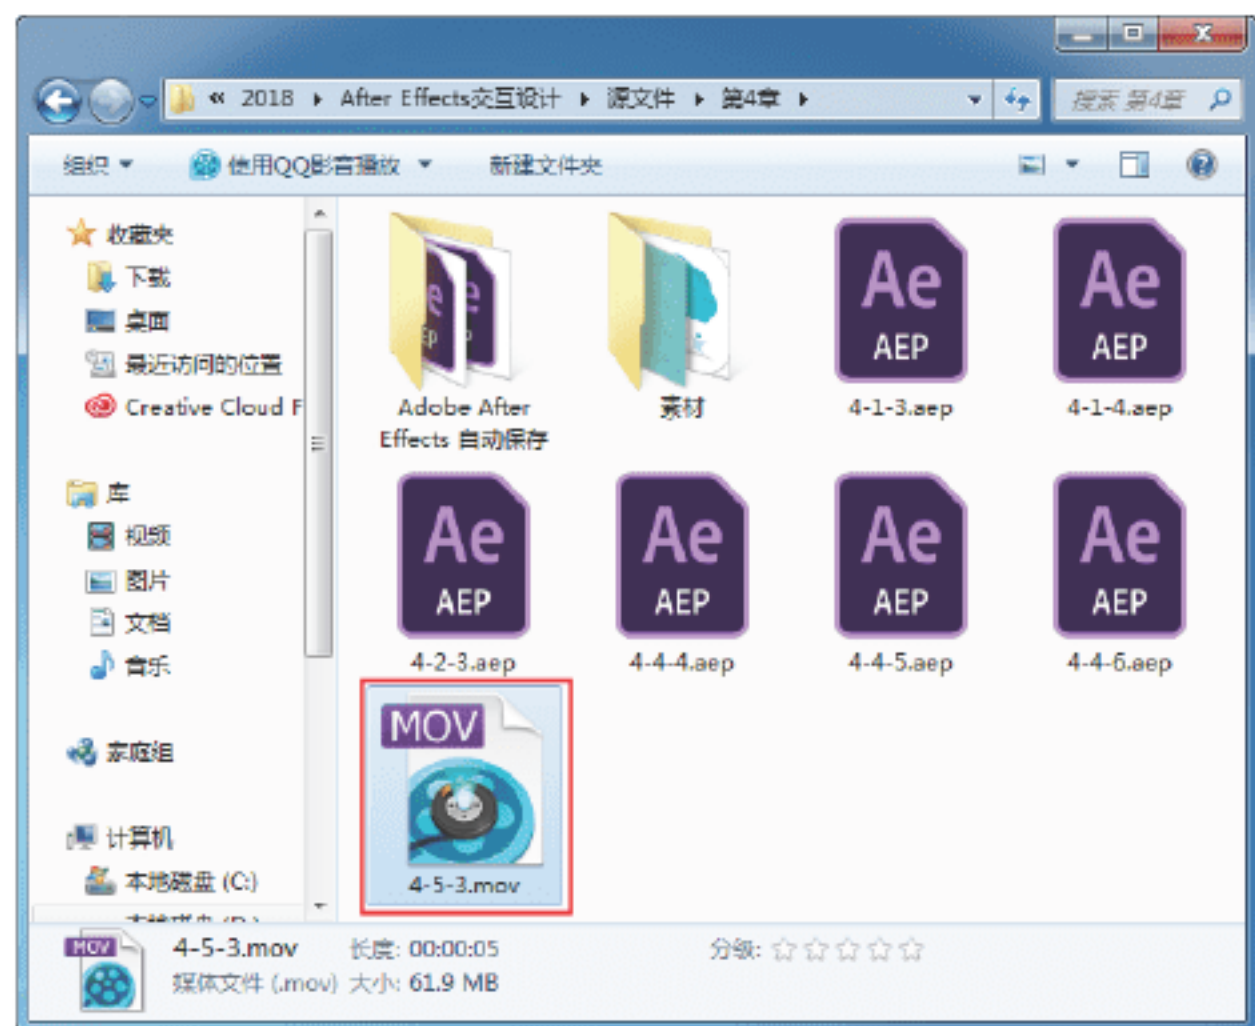 « 2018 ▸ After Effects交互设计 ▸ 源文件 ▸ 第4章 ▸
搜索 第4章
组织 使用QQ影音播放 新建文件夹
收藏夹
下载
桌面
最近访问的位置
Creative Cloud F
库
视频
图片
文档
音乐
家庭组
计算机
本地磁盘 (C:)
Ae
AEP
Ae
AEP
Adobe After
Effects 自动保存
素材
4-1-3.aep
4-1-4.aep
Ae
AEP
Ae
AEP
Ae
AEP
Ae
AEP
4-2-3.aep
4-4-4.aep
4-4-5.aep
4-4-6.aep
MOV
4-5-3.mov
MOV
4-5-3.mov 长度: 00:00:05 分级: ☆☆☆☆☆
媒体文件 (.mov) 大小: 61.9 MB